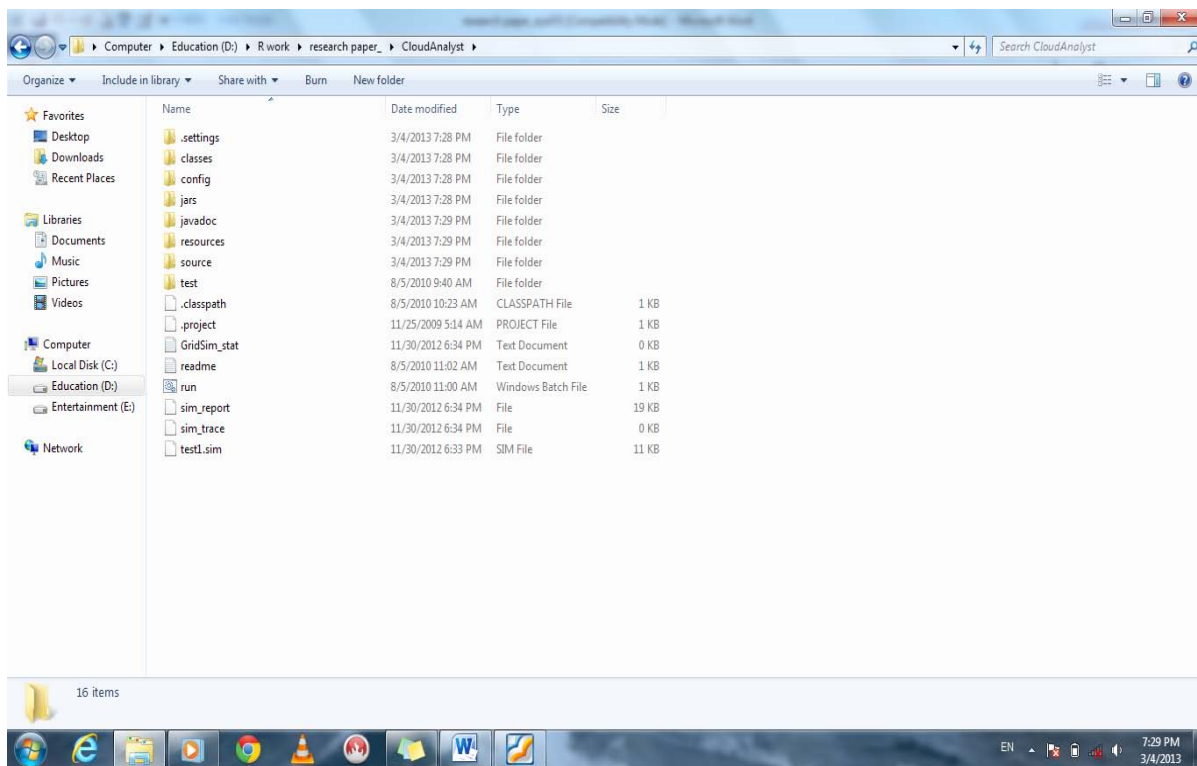 Computer ▸ Education (D:) ▸ R work ▸ research paper_ ▸ CloudAnalyst ▸ Search CloudAnalyst
Organize Include in library Share with Burn New folder
Favorites
Desktop
Downloads
Recent Places
Libraries
Documents
Music
Pictures
Videos
Computer
Local Disk (C:)
Education (D:)
Entertainment (E:)
Network
Name Date modified Type Size
.settings 3/4/2013 7:28 PM File folder
classes 3/4/2013 7:28 PM File folder
config 3/4/2013 7:28 PM File folder
jars 3/4/2013 7:28 PM File folder
javadoc 3/4/2013 7:29 PM File folder
resources 3/4/2013 7:29 PM File folder
source 3/4/2013 7:29 PM File folder
test 8/5/2010 9:40 AM File folder
.classpath 8/5/2010 10:23 AM CLASSPATH File 1 KB
.project 11/25/2009 5:14 AM PROJECT File 1 KB
GridSim_stat 11/30/2012 6:34 PM Text Document 0 KB
readme 8/5/2010 11:02 AM Text Document 1 KB
run 8/5/2010 11:00 AM Windows Batch File 1 KB
sim_report 11/30/2012 6:34 PM File 19 KB
sim_trace 11/30/2012 6:34 PM File 0 KB
test1.sim 11/30/2012 6:33 PM SIM File 11 KB
16 items
EN 7:29 PM
3/4/2013